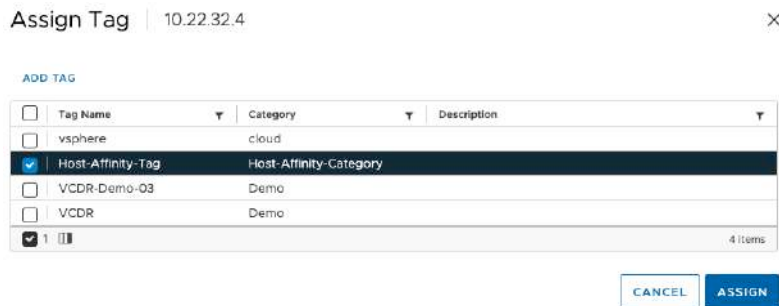 Assign Tag 10.22.32.4
ADD TAG
Tag Name Category Description
vsphere cloud
Host-Affinity-Tag Host-Affinity-Category
VCDR-Demo-03 Demo
VCDR Demo
1 4 items
CANCEL ASSIGN